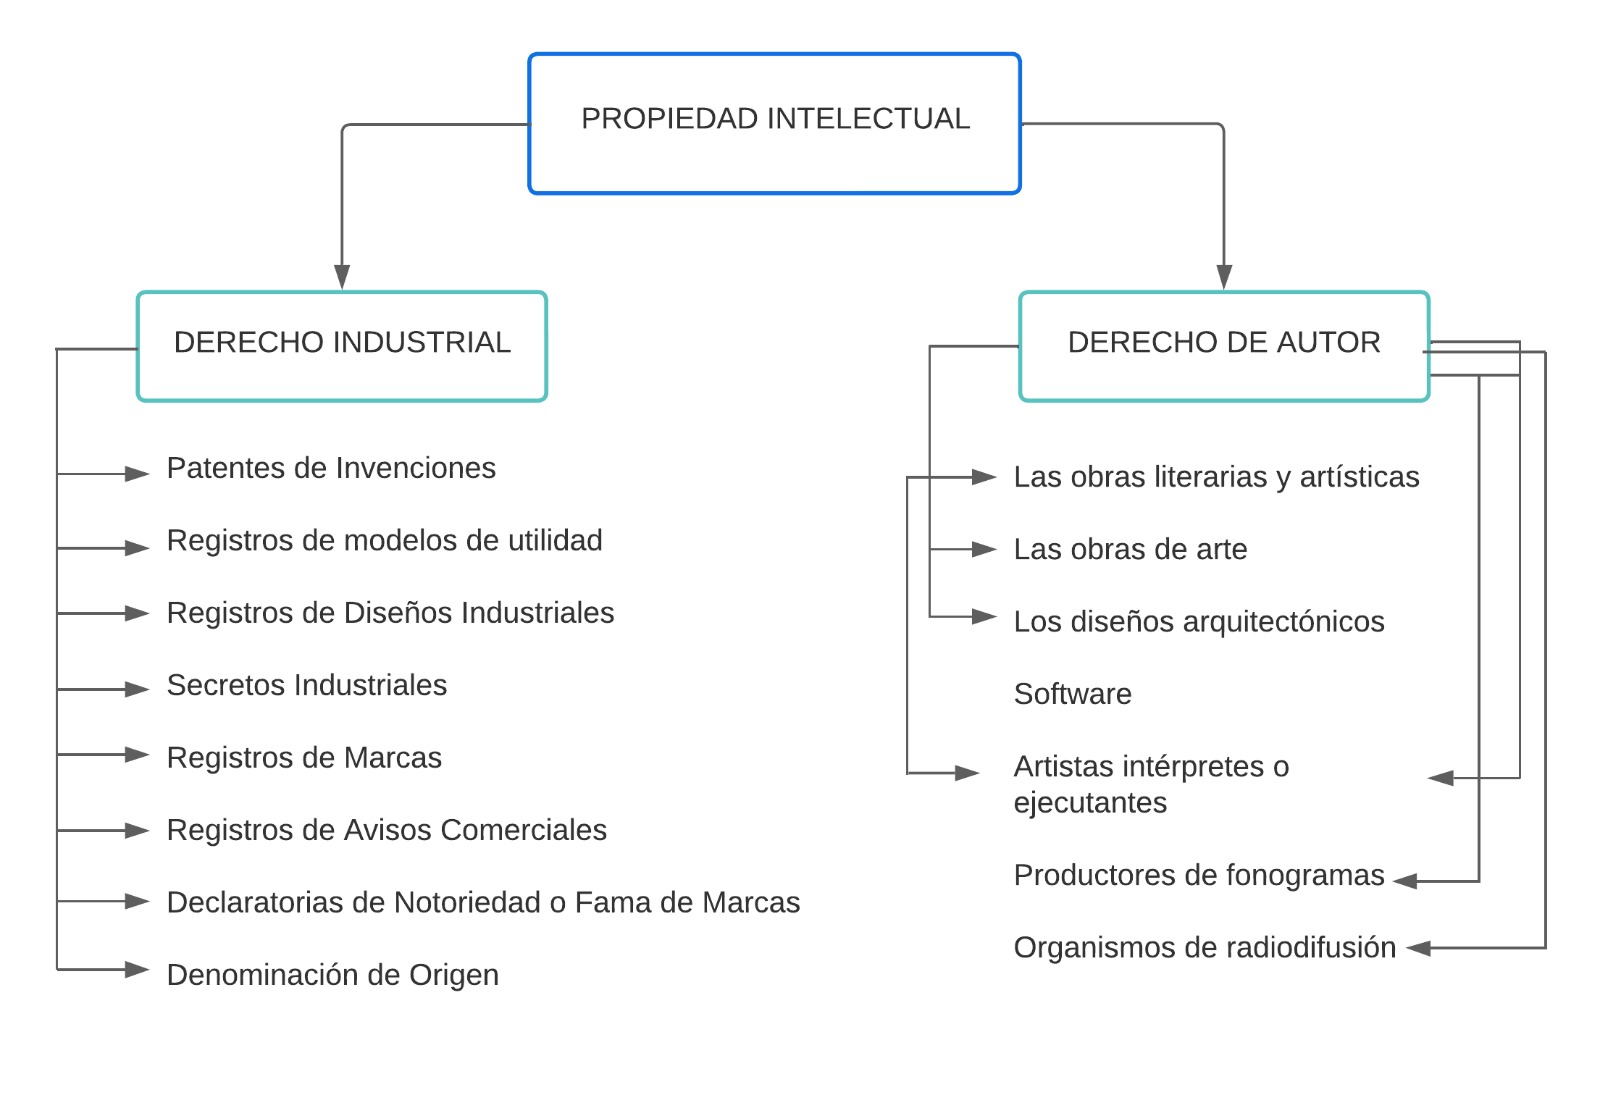 PROPIEDAD INTELECTUAL
DERECHO INDUSTRIAL
Patentes de Invenciones
Registros de modelos de utilidad
Registros de Diseños Industriales
Secretos Industriales
Registros de Marcas
Registros de Avisos Comerciales
Declaratorias de Notoriedad o Fama de Marcas
Denominación de Origen
DERECHO DE AUTOR
Las obras literarias y artísticas
Las obras de arte
Los diseños arquitectónicos
Software
Artistas intérpretes o
ejecutantes
Productores de fonogramas
Organismos de radiodifusión